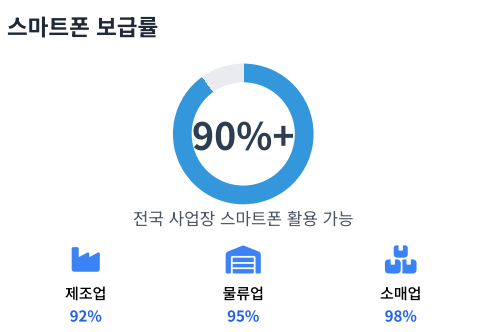 스마트폰 보급률
90%+
전국 사업장 스마트폰 활용 가능
제조업 물류업 소매업
92% 95% 98%